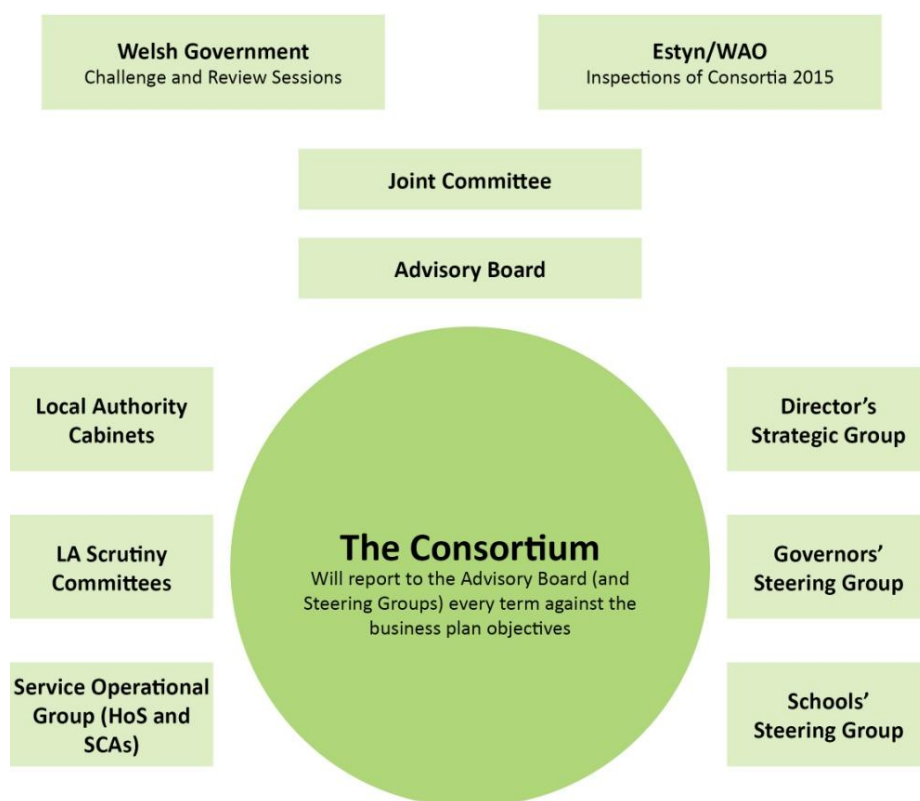 Welsh Government
Challenge and Review Sessions
Estyn/WAO
Inspections of Consortia 2015
Joint Committee
Advisory Board
Local Authority
Cabinets
LA Scrutiny
Committees
Service Operational
Group (HoS and
SCAs)
The Consortium
Will report to the Advisory Board (and
Steering Groups) every term against the
business plan objectives
Director’s
Strategic Group
Governors’
Steering Group
Schools’
Steering Group